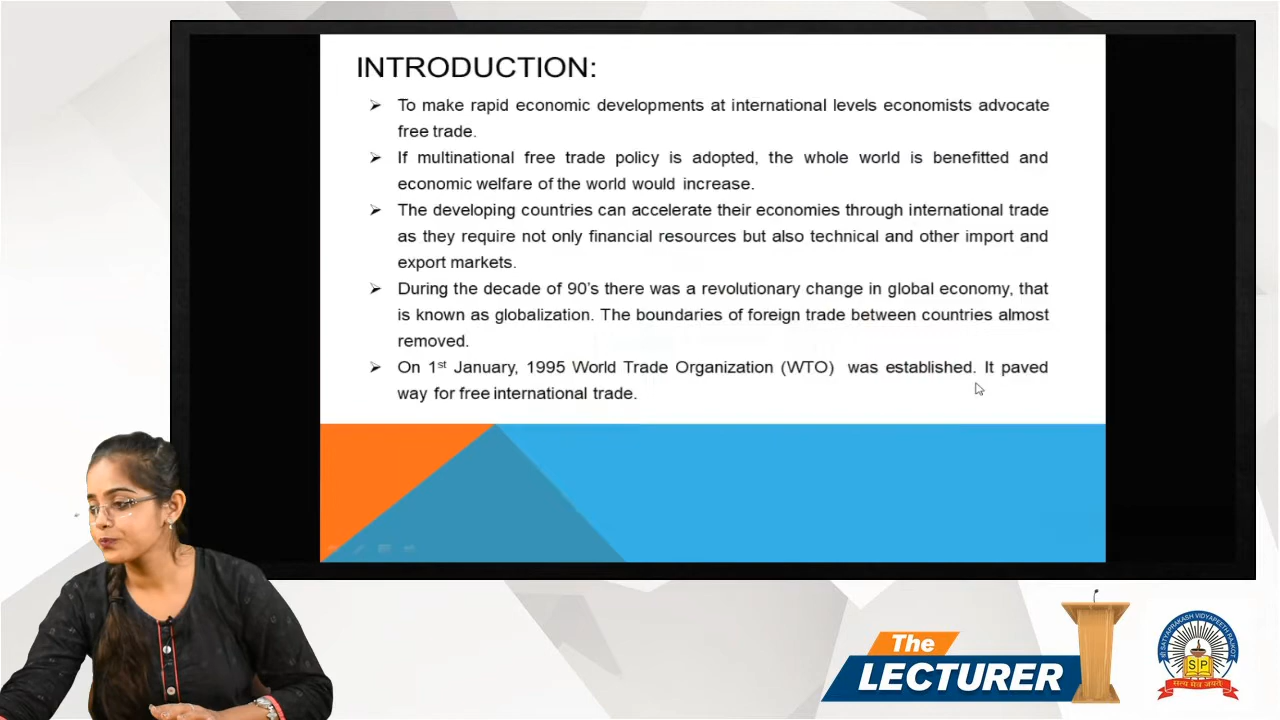 INTRODUCTION:
➢ To make rapid economic developments at international levels economists advocate
free trade.
➢ If multinational free trade policy is adopted, the whole world is benefitted and
economic welfare of the world would increase.
➢ The developing countries can accelerate their economies through international trade
as they require not only financial resources but also technical and other import and
export markets.
➢ During the decade of 90's there was a revolutionary change in global economy, that
is known as globalization. The boundaries of foreign trade between countries almost
removed.
➢ On 1st January, 1995 World Trade Organization (WTO) was established. It paved
way for free international trade.
The
LECTURER
SATYAPRAKASH VIDYAPEETH RAJKOT
S P
सत्य मेव जयते